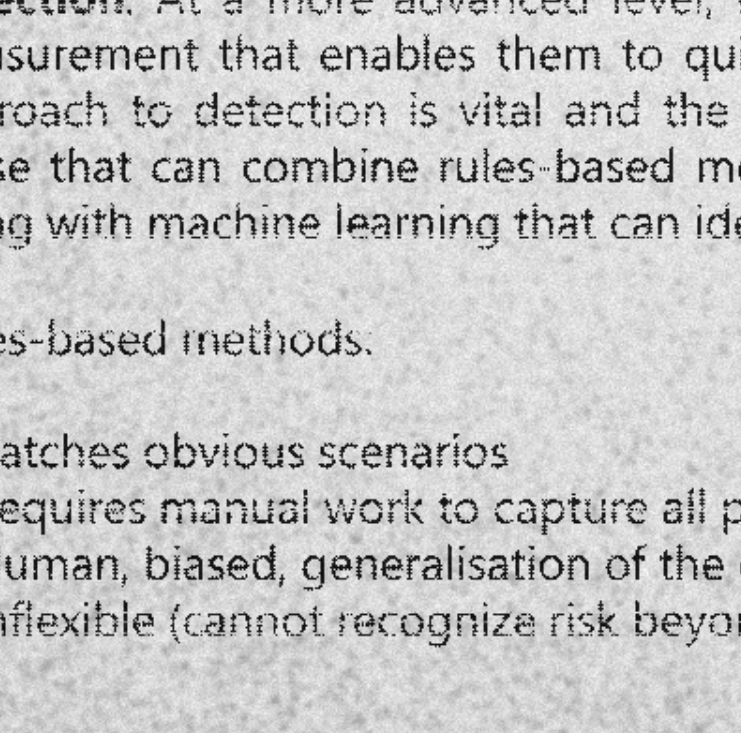 ection. At a more advanced level,
surement that enables them to qui
roach to detection is vital and the
se that can combine rules-based me
ng with machine learning that can ide
es-based methods.
atches obvious scenarios
equires manual work to capture all p
uman, biased, generalisation of the
nflexible (cannot recognize risk beyon